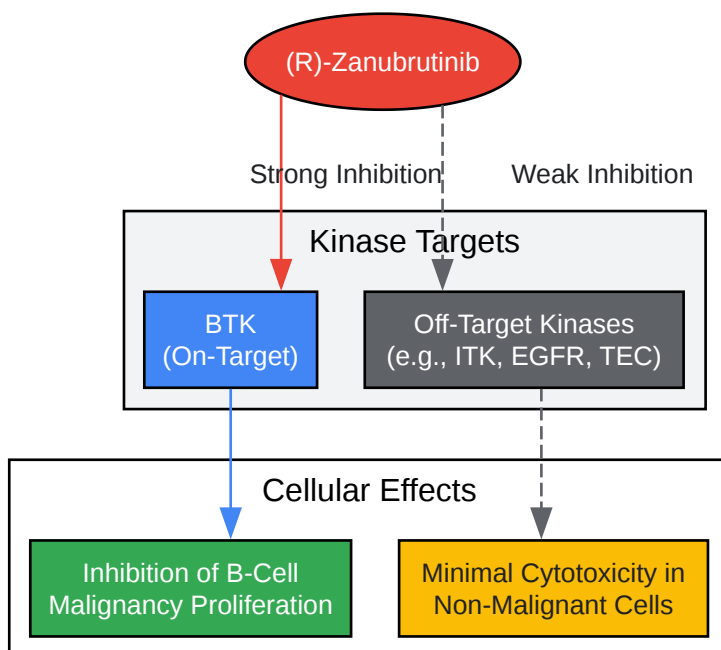 (R)-Zanubrutinib
Strong Inhibition
Weak Inhibition
Kinase Targets
BTK
(On-Target)
Off-Target Kinases
(e.g., ITK, EGFR, TEC)
Cellular Effects
Inhibition of B-Cell
Malignancy Proliferation
Minimal Cytotoxicity in
Non-Malignant Cells